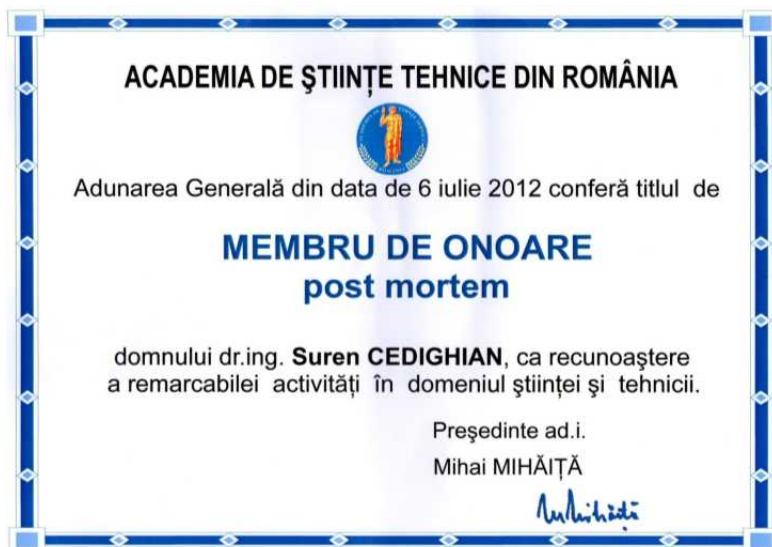 ACADEMIA DE ŞTIINŢE TEHNICE DIN ROMÂNIA
Adunarea Generală din data de 6 iulie 2012 conferă titlul de
MEMBRU DE ONOARE
post mortem
domnului dr.ing. Suren CEDIGHIAN, ca recunoaştere
a remarcabilei activităţi în domeniul ştiinţei şi tehnicii.
Preşedinte ad.i.
Mihai MIHĂIŢĂ